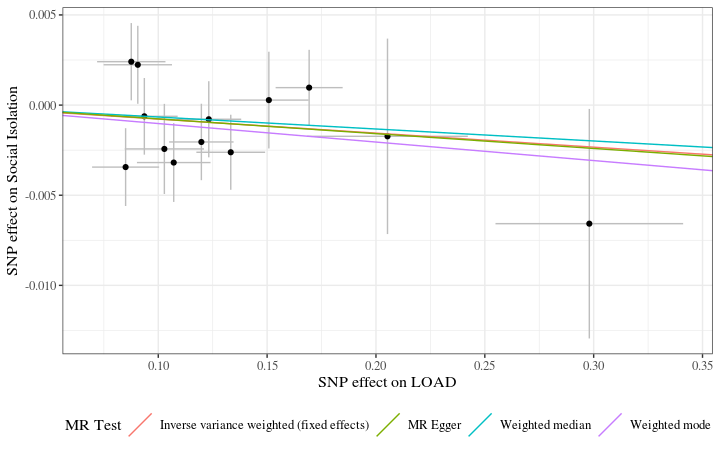 SNP effect on Social Isolation
0.005
0.000
-0.005
-0.010
0.10 0.15 0.20 0.25 0.30 0.35
SNP effect on LOAD
MR Test Inverse variance weighted (fixed effects) MR Egger Weighted median Weighted mode